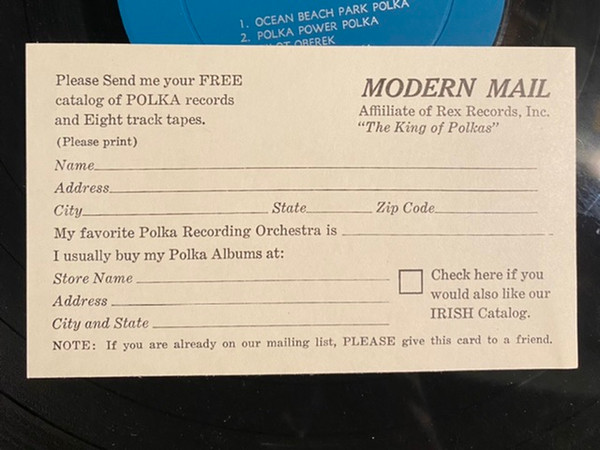 1. OCEAN BEACH PARK POLKA
2. POLKA POWER POLKA
OBEREK
Please Send me your FREE
catalog of POLKA records
and Eight track tapes.
(Please print)
MODERN MAIL
Affiiliate of Rex Records, Inc.
"The King of Polkas"
Name
Address
City State Zip Code
My favorite Polka Recording Orchestra is
I usually buy my Polka Albums at:
Store Name
Address
City and State
Check here if you
would also like our
IRISH Catalog.
NOTE: If you are already on our mailing list, PLEASE give this card to a friend.